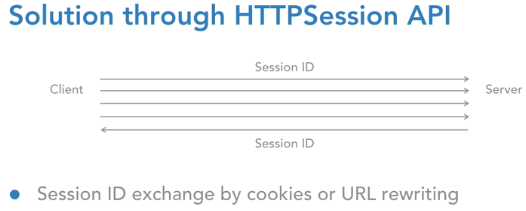 Solution through HTTPSession API
Session ID
Client
Server
Session ID
Session ID exchange by cookies or URL rewriting